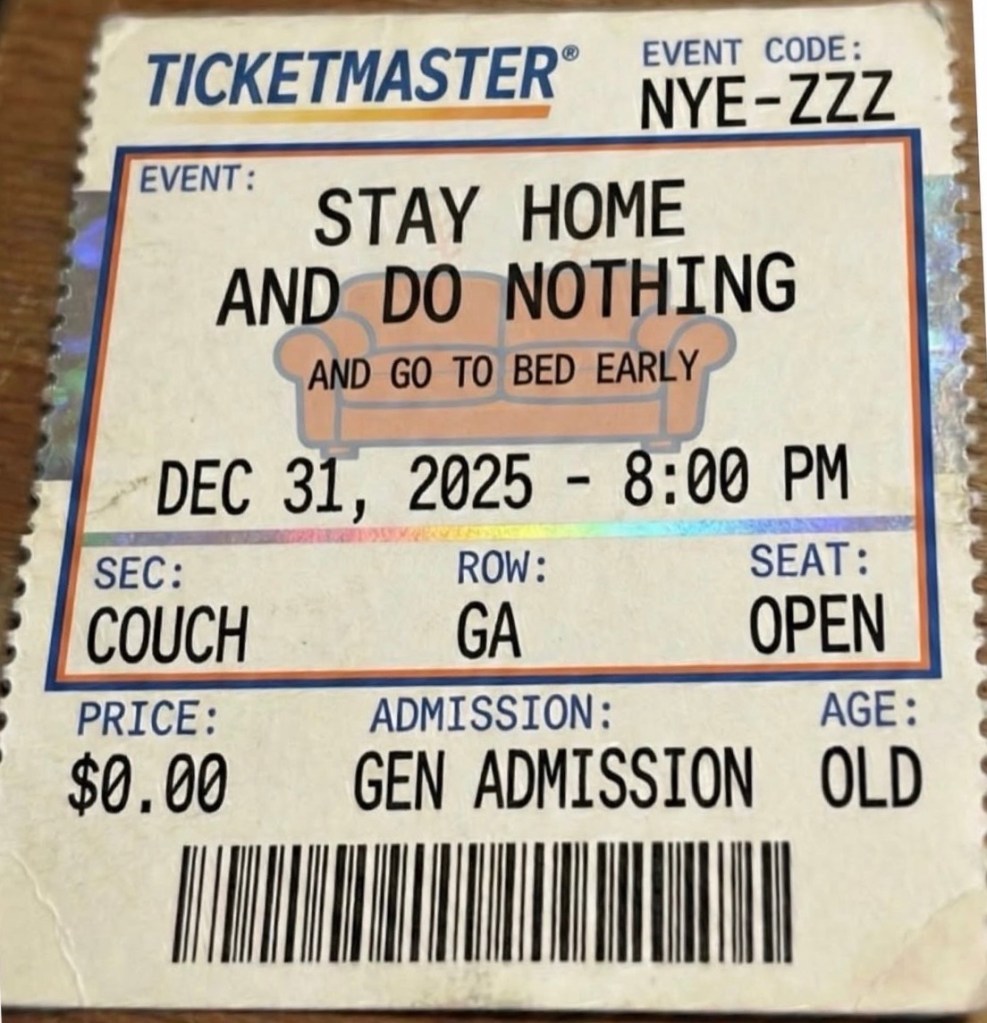 TICKETMASTER®
EVENT CODE:
NYE-ZZZ
EVENT:
STAY HOME
AND DO NOTHING
AND GO TO BED EARLY
DEC 31, 2025 - 8:00 PM
SEC: ROW: SEAT:
COUCH GA OPEN
PRICE: ADMISSION: AGE:
$0.00 GEN ADMISSION OLD